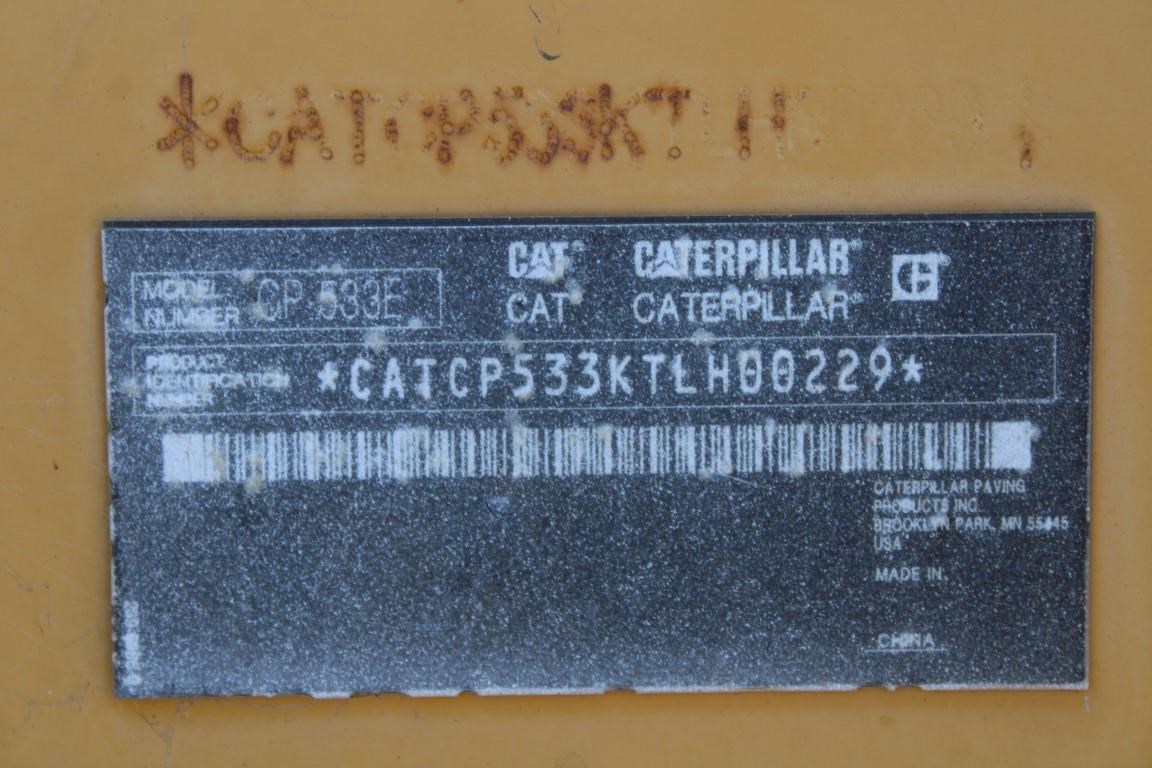 *CATCP533KTLH
CAT® CATERPILLAR®
CAT® CATERPILLAR®
MODEL NUMBER CP 533E
PRODUCT IDENTIFICATION NUMBER *CATCP533KTLH00229*
CATERPILLAR PAVING
PRODUCTS INC.
BROOKLYN PARK, MN 55445
USA
MADE IN
CHINA